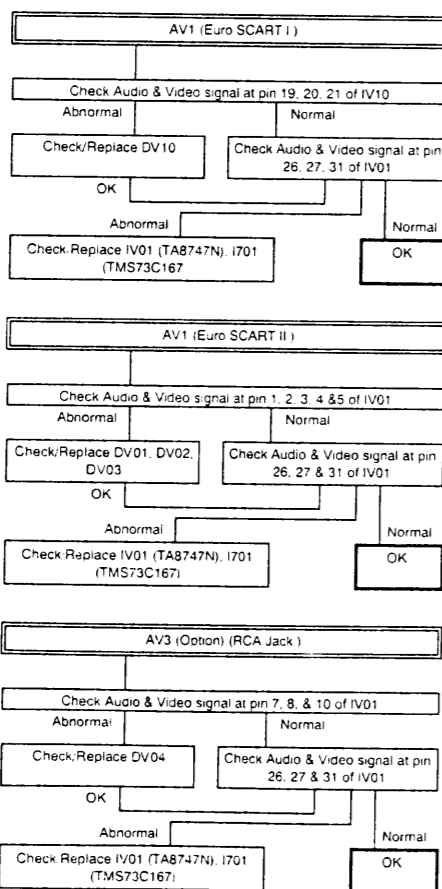 AV1 (Euro SCART I)
Check Audio & Video signal at pin 19, 20, 21 of IV10
Abnormal
Normal
Check/Replace DV10
Check Audio & Video signal at pin
26, 27, 31 of IV01
OK
Abnormal
Normal
Check/Replace IV01 (TA8747N), I701
(TMS73C167
OK
AV1 (Euro SCART II)
Check Audio & Video signal at pin 1, 2, 3, 4 &5 of IV01
Abnormal
Normal
Check/Replace DV01, DV02,
DV03
Check Audio & Video signal at pin
26, 27 & 31 of IV01
OK
Abnormal
Normal
Check/Replace IV01 (TA8747N), I701
(TMS73C167)
OK
AV3 (Option) (RCA Jack)
Check Audio & Video signal at pin 7, 8, & 10 of IV01
Abnormal
Normal
Check/Replace DV04
Check Audio & Video signal at pin
26, 27 & 31 of IV01
OK
Abnormal
Normal
Check/Replace IV01 (TA8747N), I701
(TMS73C167)
OK